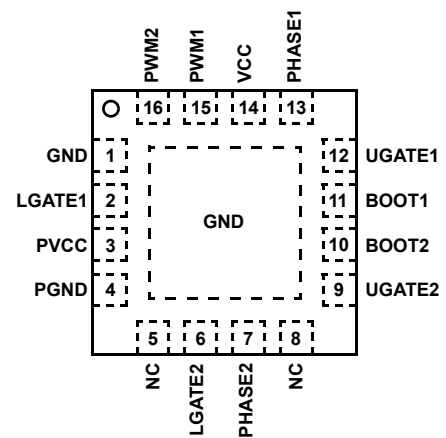 PWM2
PWM1
VCC
PHASE1
16
15
14
13
GND 1
12 UGATE1
LGATE1 2
11 BOOT1
GND
PVCC 3
10 BOOT2
PGND 4
9 UGATE2
5
6
7
8
NC
LGATE2
PHASE2
NC